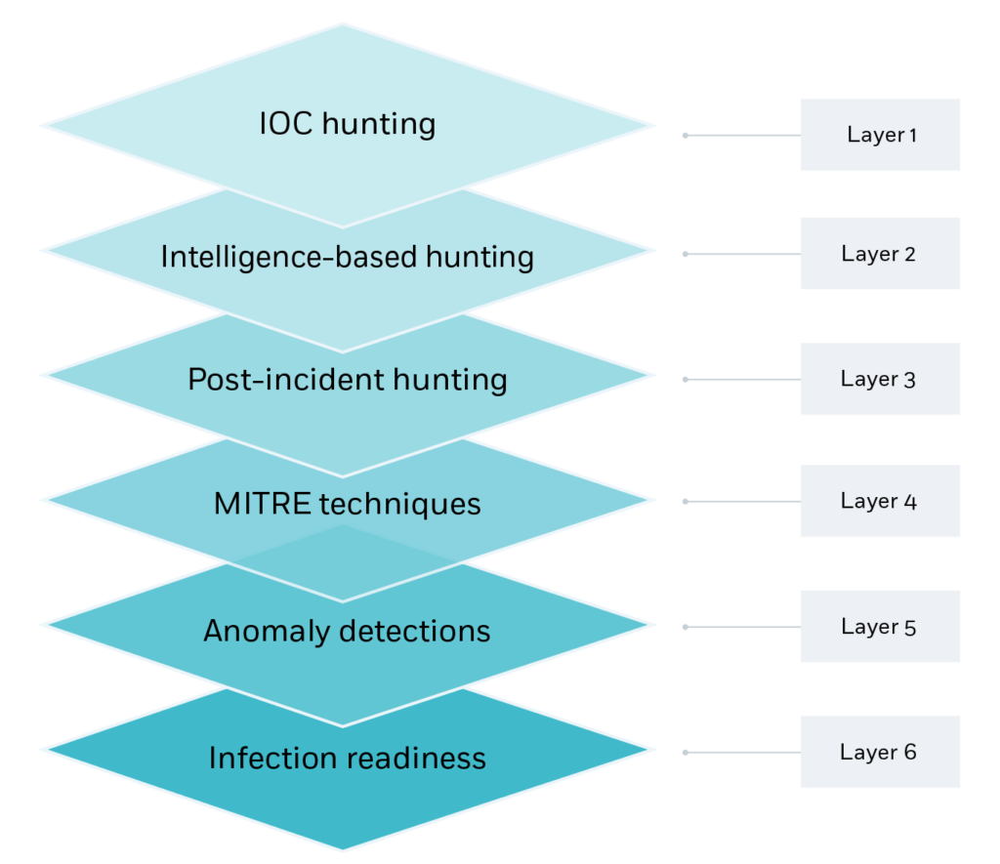 IOC hunting
Layer 1
Intelligence-based hunting
Layer 2
Post-incident hunting
Layer 3
MITRE techniques
Layer 4
Anomaly detections
Layer 5
Infection readiness
Layer 6